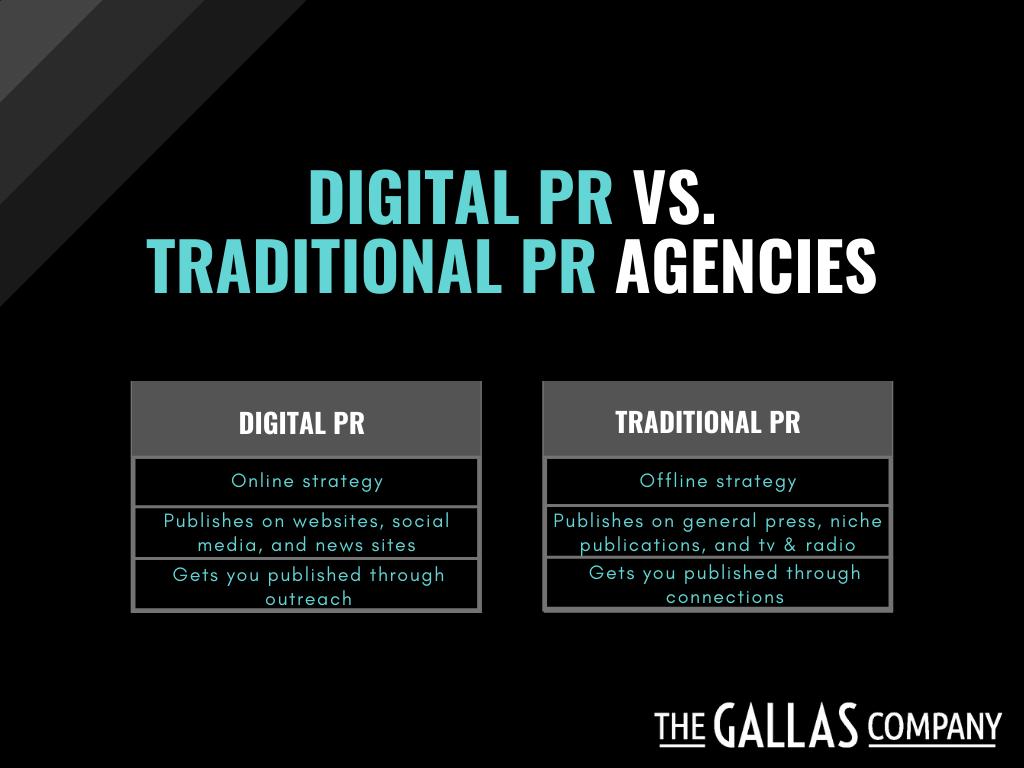 DIGITAL PR VS.
TRADITIONAL PR AGENCIES
DIGITAL PR
Online strategy
Publishes on websites, social
media, and news sites
Gets you published through
outreach
TRADITIONAL PR
Offline strategy
Publishes on general press, niche
publications, and tv & radio
Gets you published through
connections
THE GALLAS COMPANY